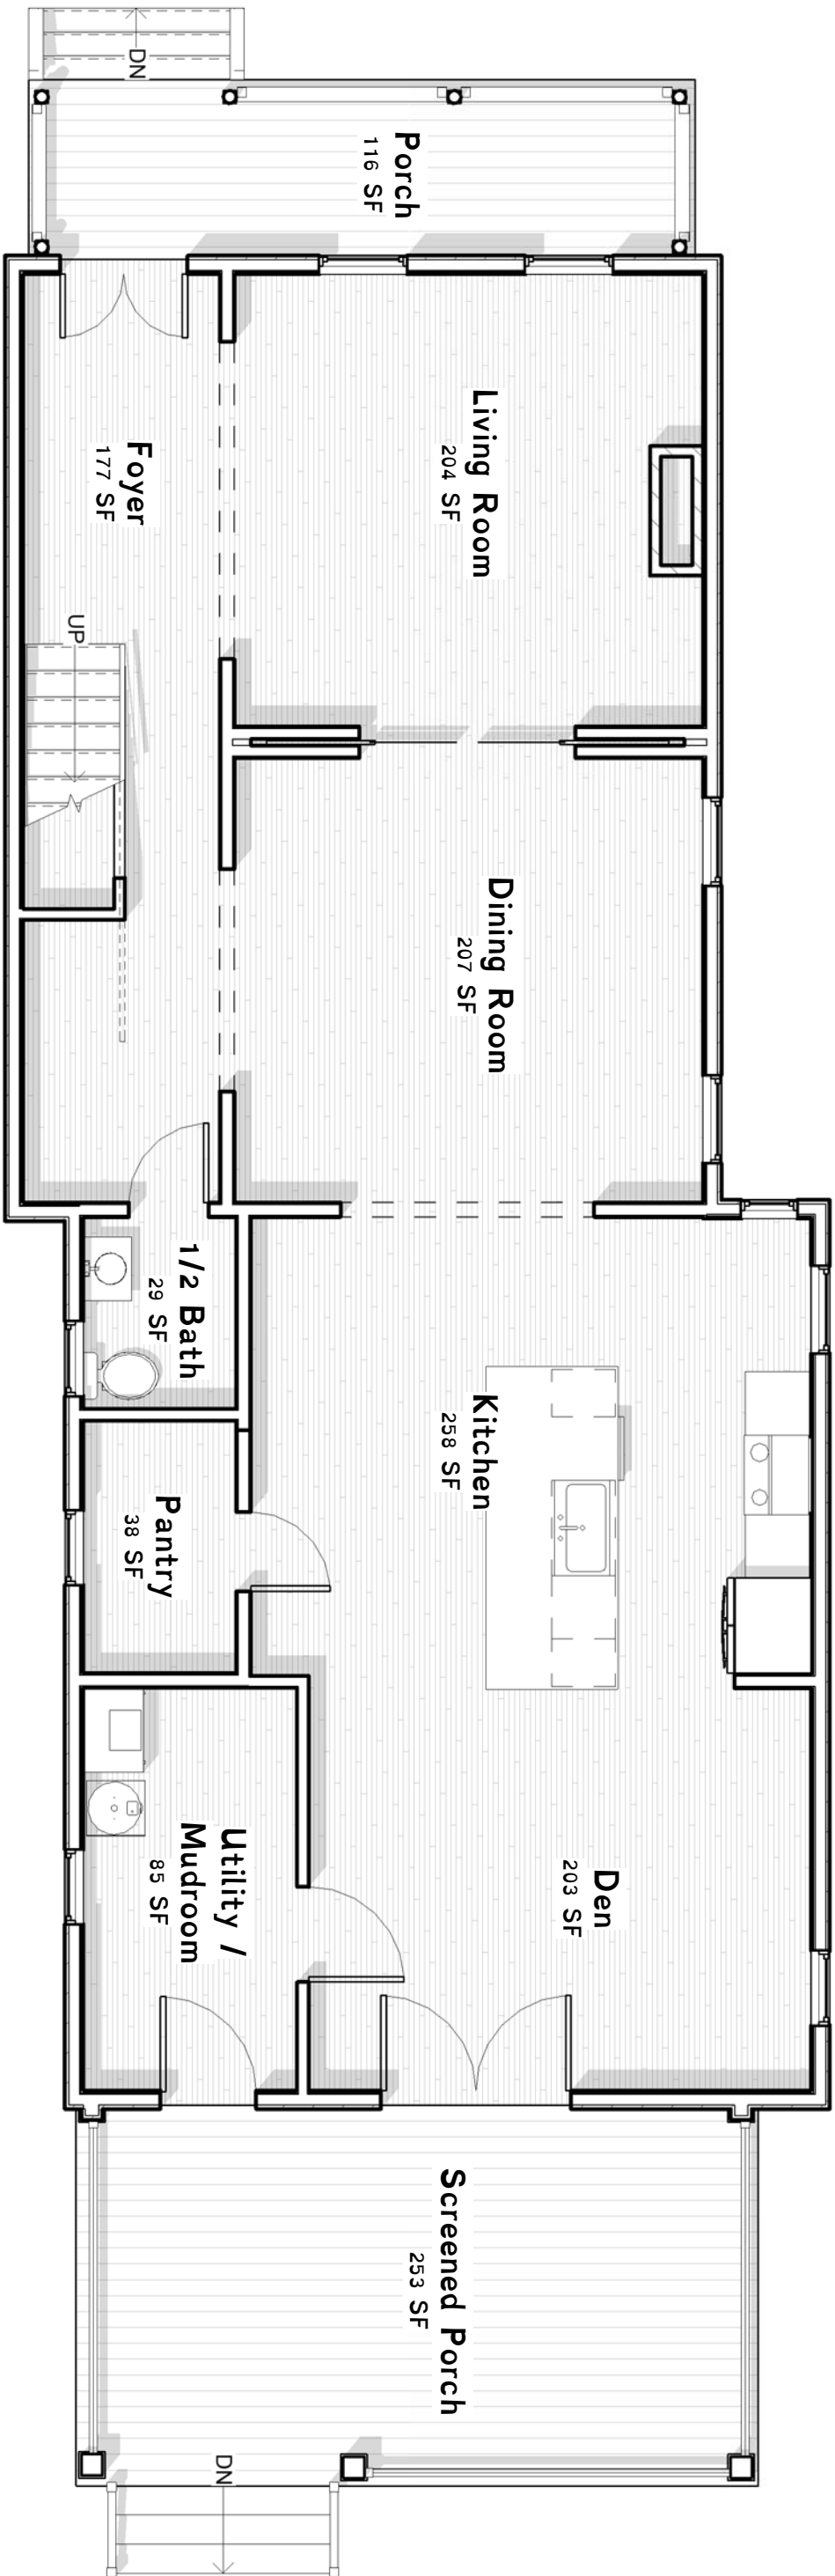 DN
Porch
116 SF
Living Room
204 SF
Foyer
177 SF
UP
Dining Room
207 SF
1/2 Bath
29 SF
Kitchen
258 SF
Pantry
38 SF
Utility /
Mudroom
85 SF
Den
203 SF
Screened Porch
253 SF
DN